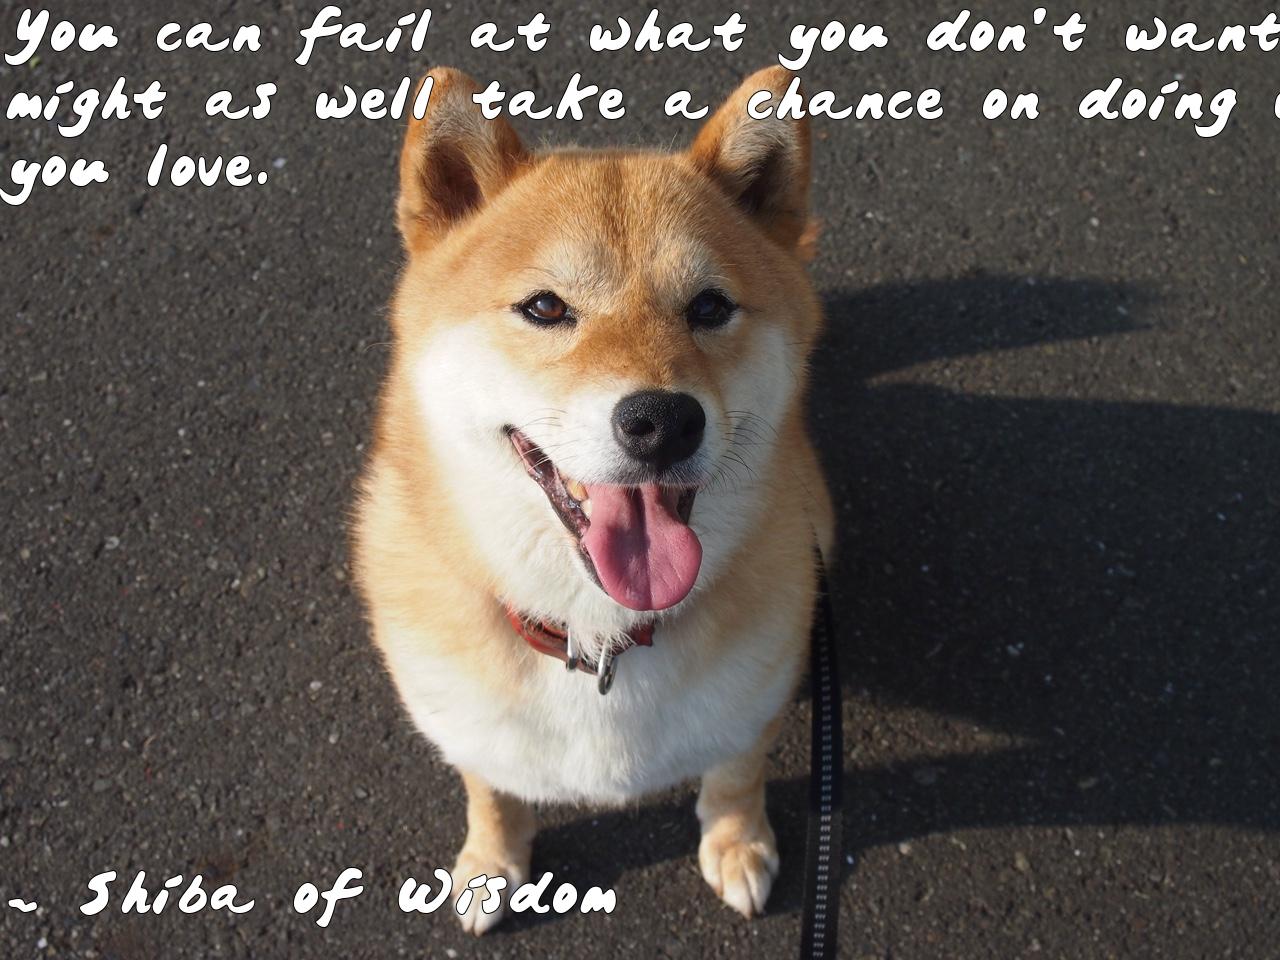 You can fail at what you don't want
might as well take a chance on doing
you love.
~ Shiba of Wisdom